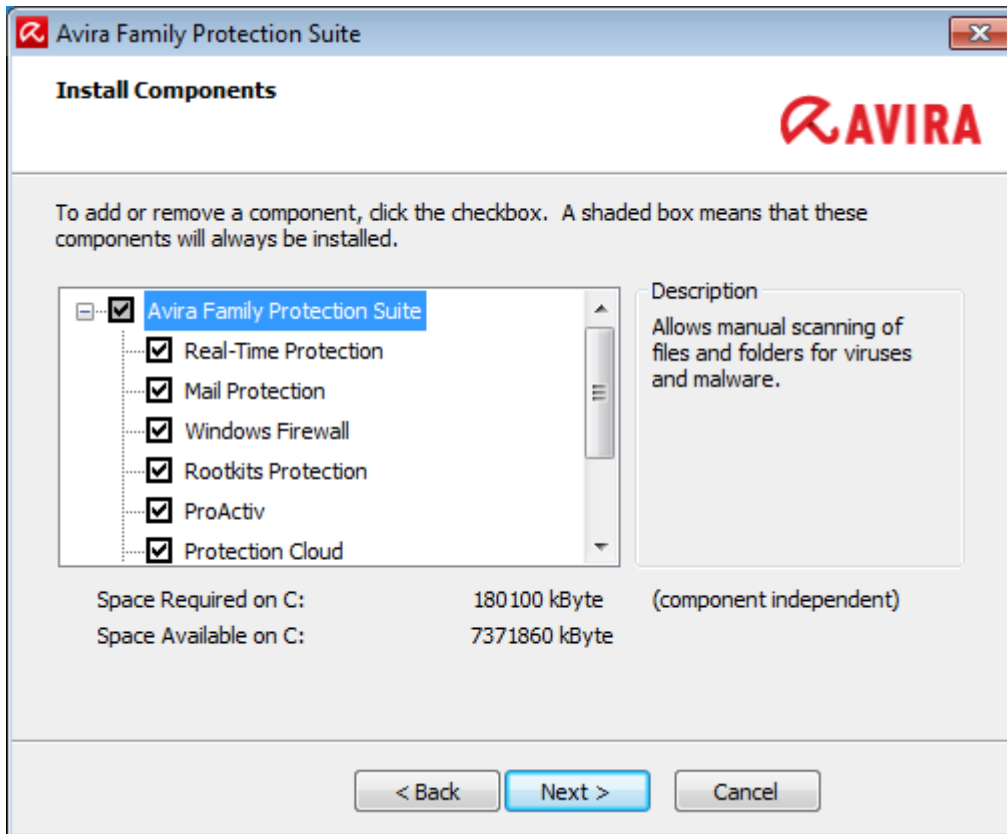 Avira Family Protection Suite
Install Components
AVIRA
To add or remove a component, click the checkbox. A shaded box means that these
components will always be installed.
Avira Family Protection Suite
Real-Time Protection
Mail Protection
Windows Firewall
Rootkits Protection
ProActiv
Protection Cloud
Description
Allows manual scanning of
files and folders for viruses
and malware.
Space Required on C: 180100 kByte (component independent)
Space Available on C: 7371860 kByte
< Back Next > Cancel